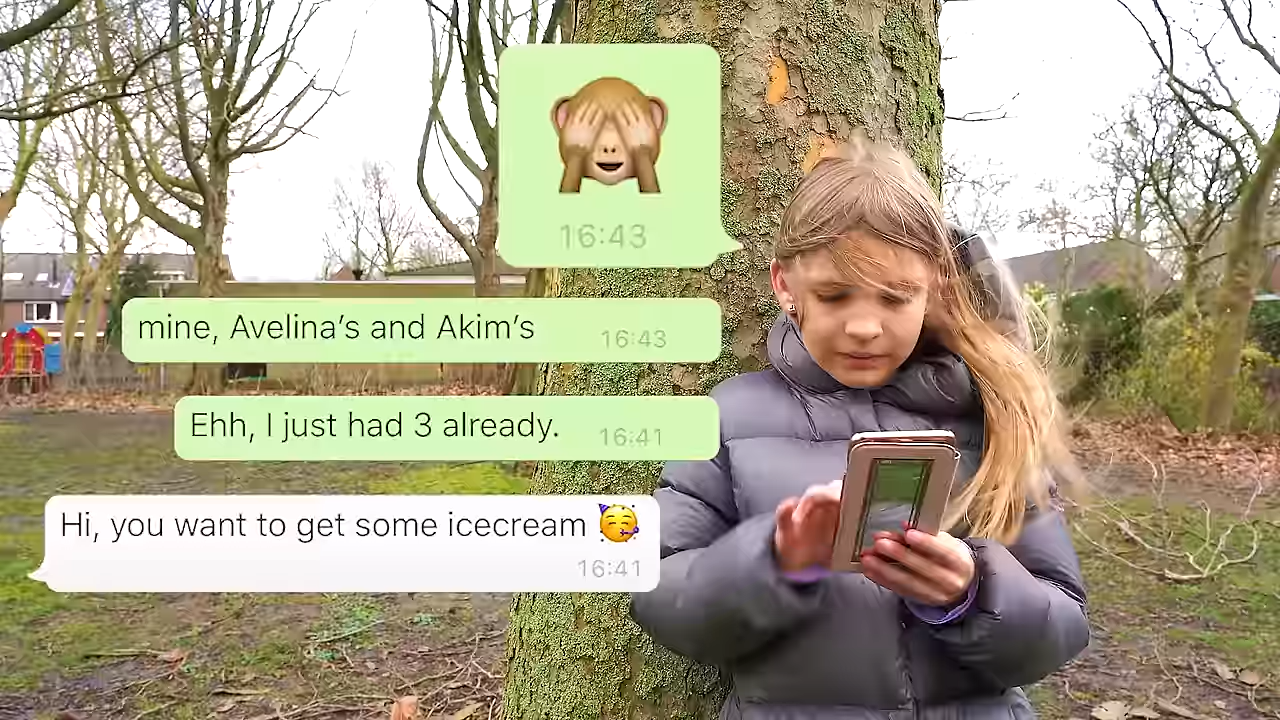 🙈
16:43
mine, Avelina’s and Akim’s 16:43
Ehh, I just had 3 already. 16:41
Hi, you want to get some icecream 🥳
16:41